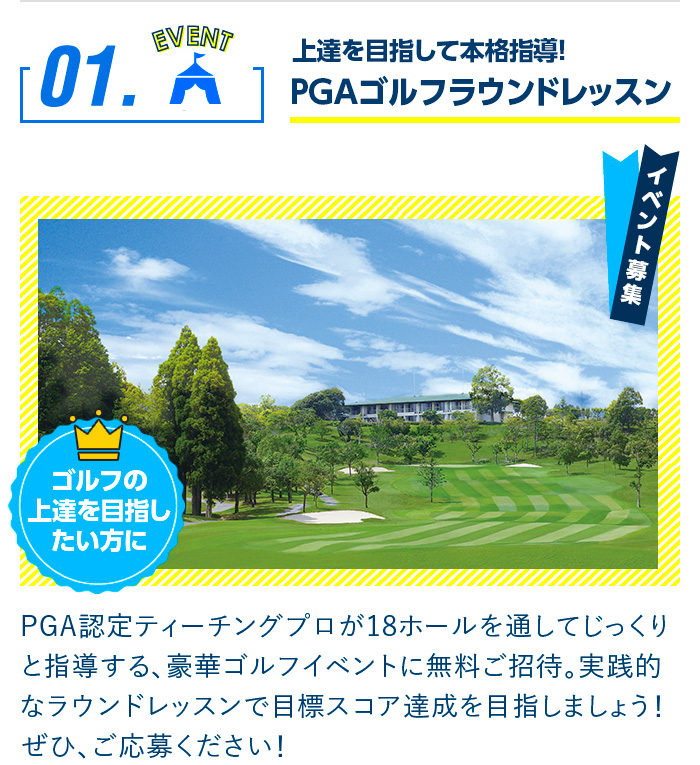 01.
EVENT
上達を目指して本格指導!
PGAゴルフラウンドレッスン
イベント募集
ゴルフの
上達を目指し
たい方に
PGA認定ティーチングプロが18ホールを通してじっくり
と指導する、豪華ゴルフイベントに無料ご招待。実践的
なラウンドレッスンで目標スコア達成を目指しましょう!
ぜひ、ご応募ください!